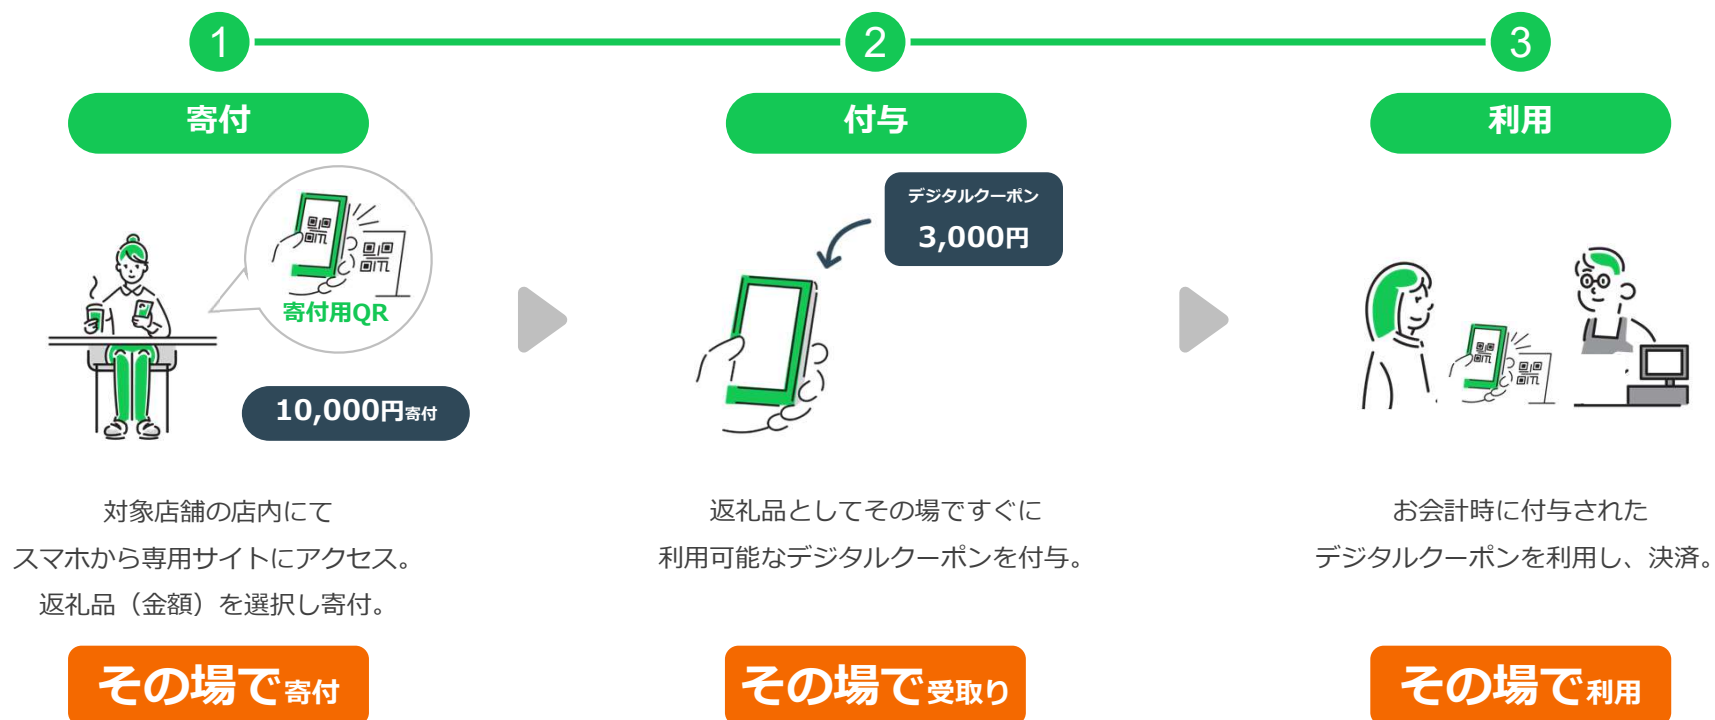 1
2
3
寄付
付与
利用
寄付用QR
10,000円寄付
デジタルクーポン
3,000円
対象店舗の店内にて
スマホから専用サイトにアクセス。
返礼品（金額）を選択し寄付。
返礼品としてその場ですぐに
利用可能なデジタルクーポンを付与。
お会計時に付与された
デジタルクーポンを利用し、決済。
その場で寄付
その場で受取り
その場で利用